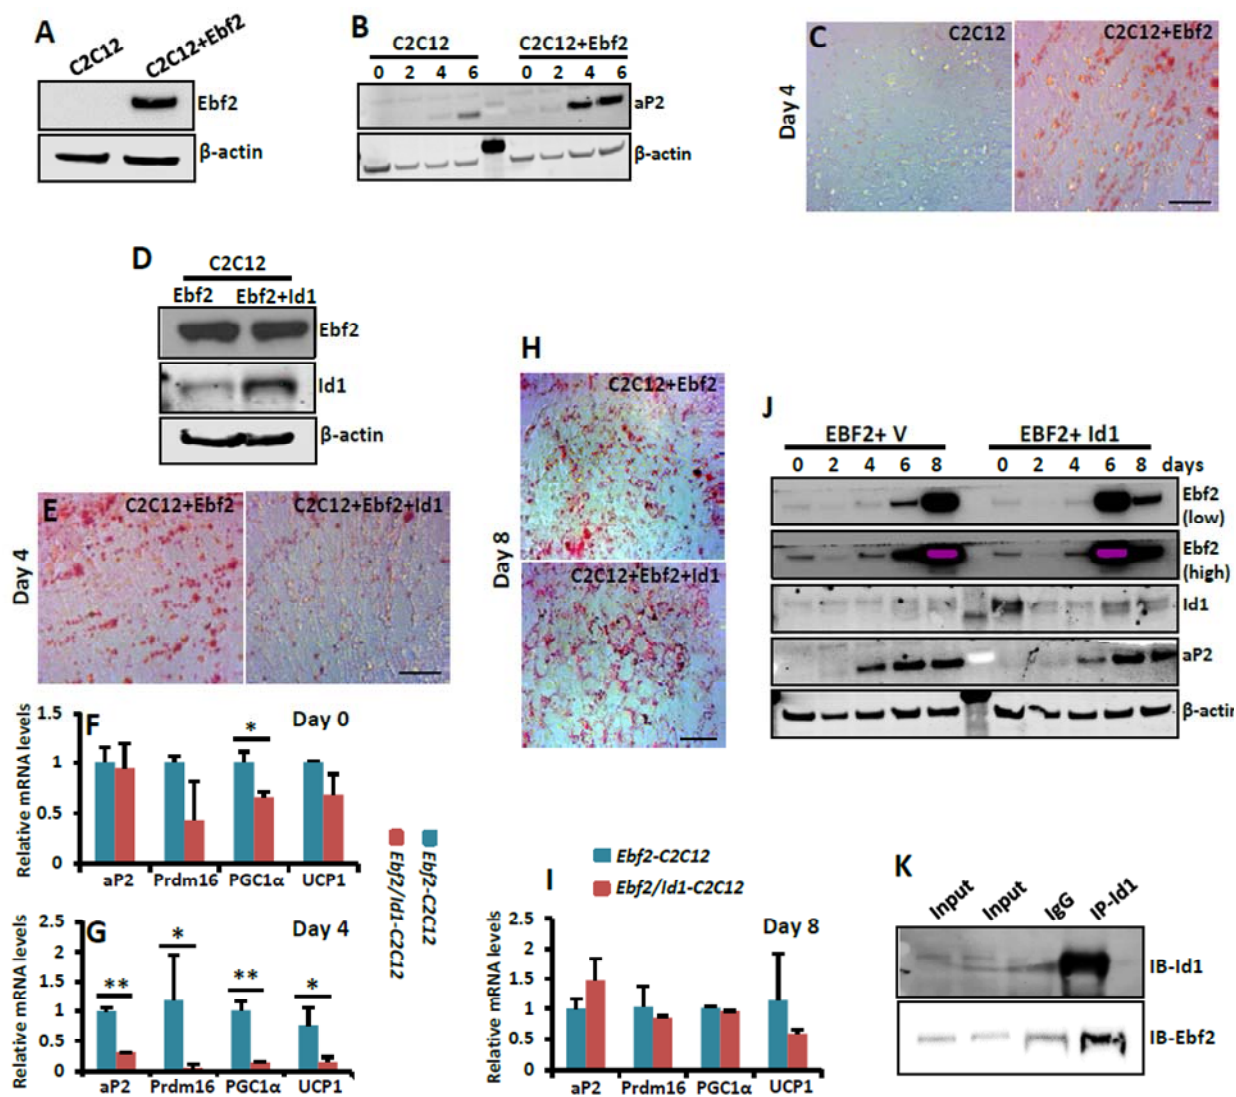 A
C2C12
C2C12+Ebf2
Ebf2
β-actin
B
C2C12
C2C12+Ebf2
0 2 4 6 0 2 4 6
aP2
β-actin
C
Day 4
C2C12
C2C12+Ebf2
D
C2C12
Ebf2 Ebf2+Id1
Ebf2
Id1
β-actin
E
Day 4
C2C12+Ebf2
C2C12+Ebf2+Id1
F
Day 0
Relative mRNA levels
1.5
1
0.5
0
*
aP2 Prdm16 PGC1α UCP1
Ebf2/Id1-C2C12
Ebf2-C2C12
G
Day 4
Relative mRNA levels
2.5
2
1.5
1
0.5
0
** * ** *
aP2 Prdm16 PGC1α UCP1
H
Day 8
C2C12+Ebf2
C2C12+Ebf2+Id1
I
Ebf2-C2C12
Ebf2/Id1-C2C12
Day 8
Relative mRNA levels
2.5
2
1.5
1
0.5
0
aP2 Prdm16 PGC1α UCP1
J
EBF2+ V
EBF2+ Id1
0 2 4 6 8 0 2 4 6 8 days
Ebf2
(low)
Ebf2
(high)
Id1
aP2
β-actin
K
Input Input IgG IP-Id1
IB-Id1
IB-Ebf2